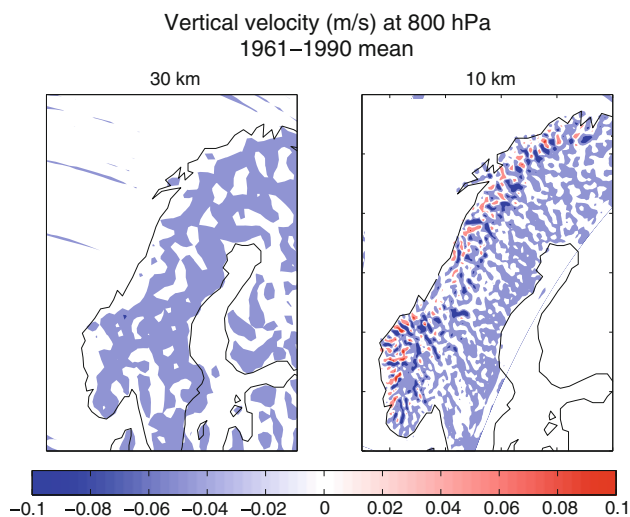 Vertical velocity (m/s) at 800 hPa
1961–1990 mean
30 km
10 km
−0.1 −0.08 −0.06 −0.04 −0.02 0 0.02 0.04 0.06 0.08 0.1